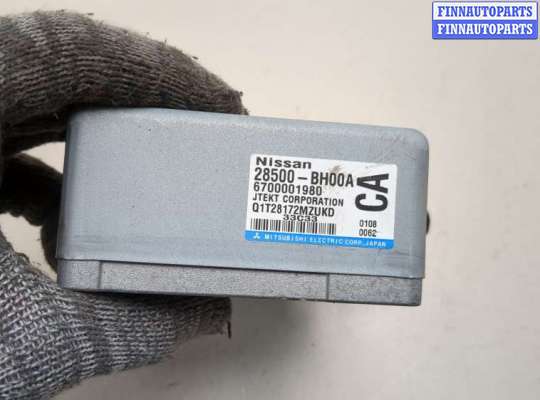 FINNAUTOPARTS
FINNAUTOPARTS
Nissan
28500-BH00A
6700001980
JTEKT CORPORATION
Q1T28172MZUKD
33C33
CA
0108
0062
MITSUBISHI ELECTRIC CORP., JAPAN